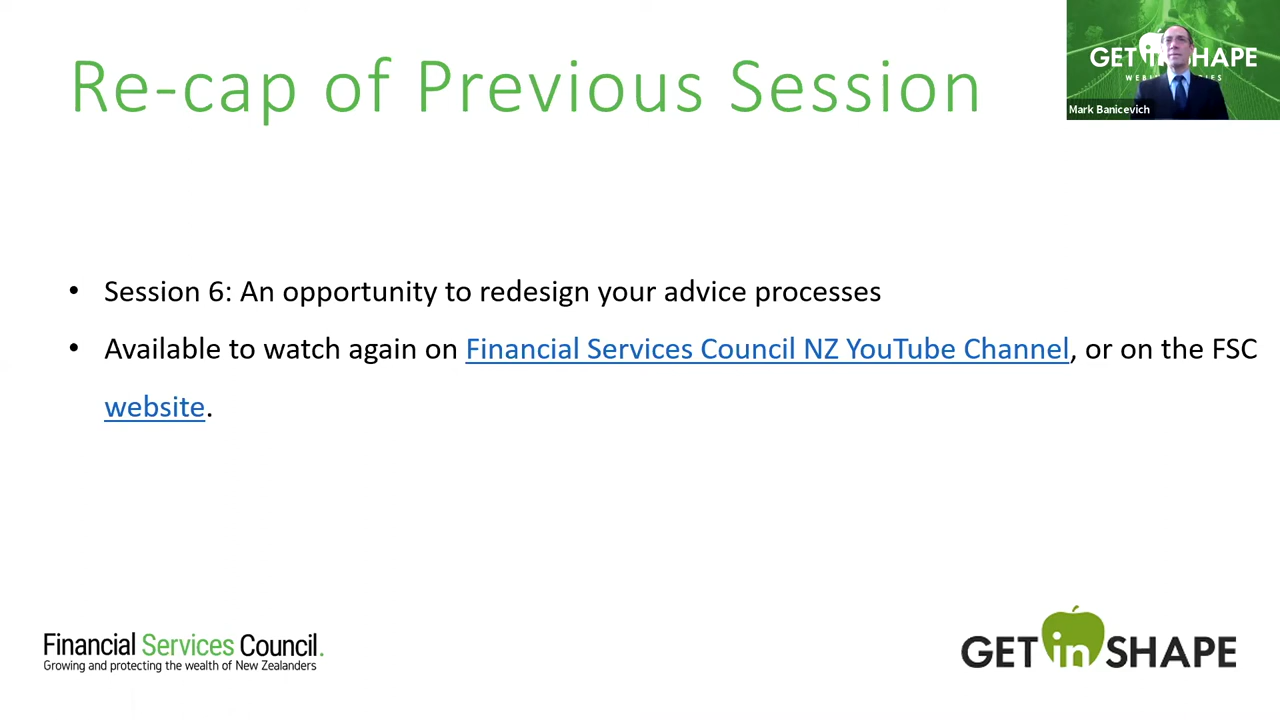 Re-cap of Previous Session
GET in SHAPE
Mark Banicevich
• Session 6: An opportunity to redesign your advice processes
• Available to watch again on Financial Services Council NZ YouTube Channel, or on the FSC
website.
Financial Services Council.
Growing and protecting the wealth of New Zealanders
GET in SHAPE